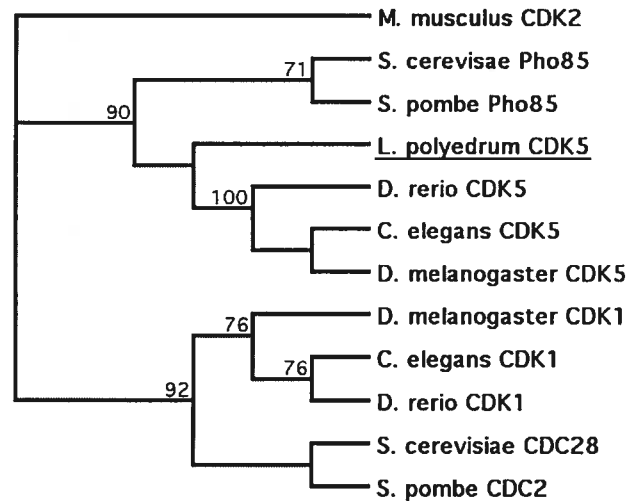 M. musculus CDK2
71
S. cerevisae Pho85
90
S. pombe Pho85
L. polyedrum CDK5
100
D. rerio CDK5
C. elegans CDK5
D. melanogaster CDK5
76
D. melanogaster CDK1
76
C. elegans CDK1
92
D. rerio CDK1
S. cerevisiae CDC28
S. pombe CDC2